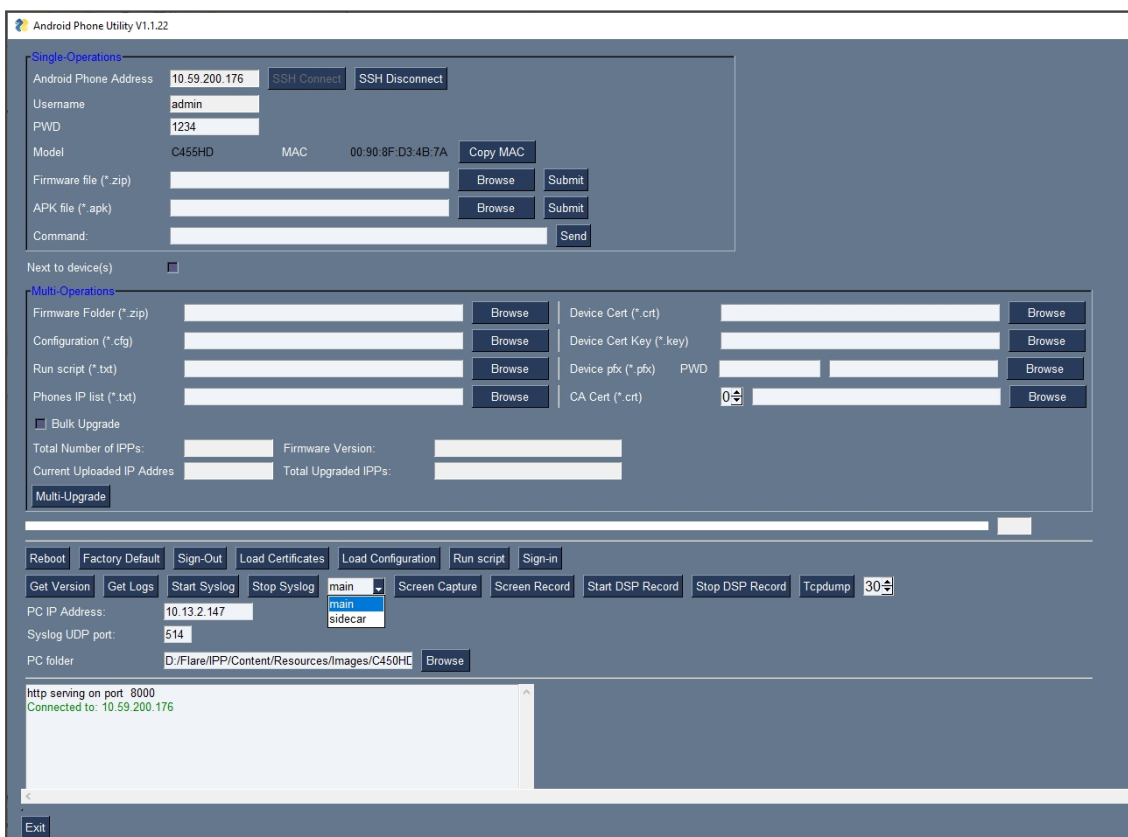 Android Phone Utility V1.1.22
Single-Operations
Android Phone Address 10.59.200.176 SSH Connect SSH Disconnect
Username admin
PWD 1234
Model C455HD MAC 00:90:8F:D3:4B:7A Copy MAC
Firmware file (*.zip) Browse Submit
APK file (*.apk) Browse Submit
Command: Send
Next to device(s)
Multi-Operations
Firmware Folder (*.zip) Browse Device Cert (*.crt) Browse
Configuration (*.cfg) Browse Device Cert Key (*.key) Browse
Run script (*.txt) Browse Device pfx (*.pfx) PWD Browse
Phones IP list (*.txt) Browse CA Cert (*.crt) 0 Browse
Bulk Upgrade
Total Number of IPPs: Firmware Version:
Current Uploaded IP Addres Total Upgraded IPPs:
Multi-Upgrade
Reboot Factory Default Sign-Out Load Certificates Load Configuration Run script Sign-in
Get Version Get Logs Start Syslog Stop Syslog main Screen Capture Screen Record Start DSP Record Stop DSP Record Tcpdump 30
main
sidecar
PC IP Address: 10.13.2.147
Syslog UDP port: 514
PC folder D:/Flare/IPP/Content/Resources/Images/C450HD Browse
http serving on port 8000
Connected to: 10.59.200.176
Exit